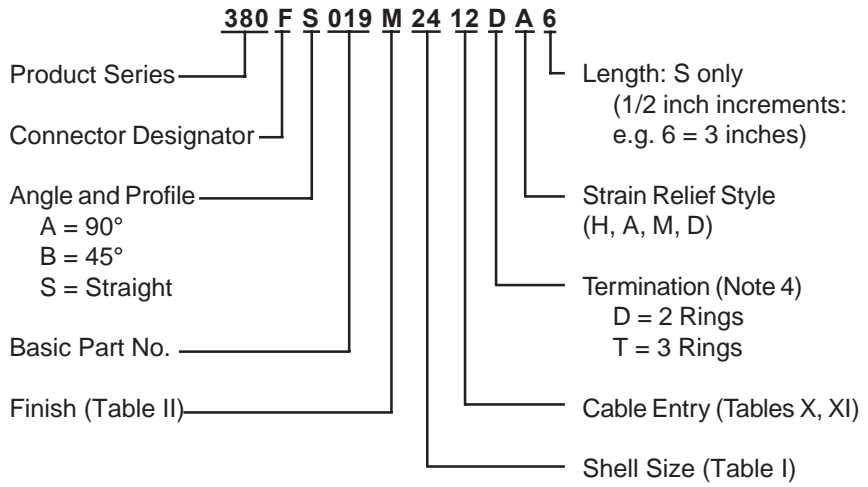 380 F S 019 M 24 12 D A 6
Product Series
Connector Designator
Angle and Profile
A = 90°
B = 45°
S = Straight
Basic Part No.
Finish (Table II)
Length: S only
(1/2 inch increments:
e.g. 6 = 3 inches)
Strain Relief Style
(H, A, M, D)
Termination (Note 4)
D = 2 Rings
T = 3 Rings
Cable Entry (Tables X, XI)
Shell Size (Table I)